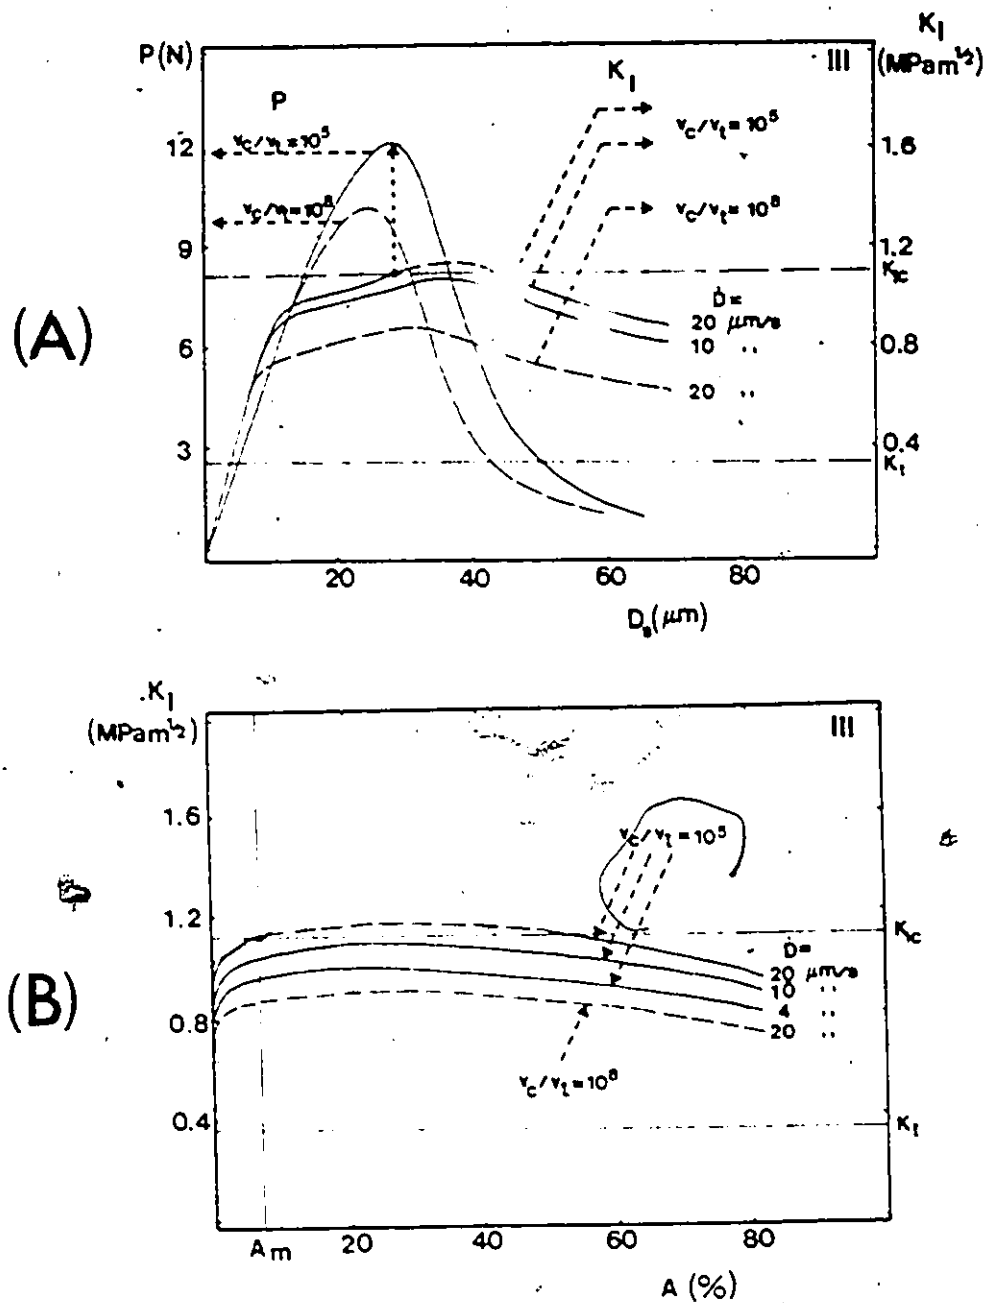 K_I
P(N)
III
(MPam^½)
K_I
P
v_c/v_t = 10^5
v_c/v_t = 10^5
12
1.6
v_c/v_t = 10^8
v_c/v_t = 10^8
9
1.2
K_Ic
(A)
Ḋ =
20 μm/s
10 ,,
6
0.8
20 ,,
3
0.4
K_t
20
40
60
80
D_s(μm)
K_I
(MPam^½)
III
1.6
v_c/v_t = 10^5
1.2
K_Ic
Ḋ =
20 μm/s
(B)
10 ,,
4 ,,
0.8
20 ,,
v_c/v_t = 10^8
0.4
K_t
A_m
20
40
60
80
A (%)